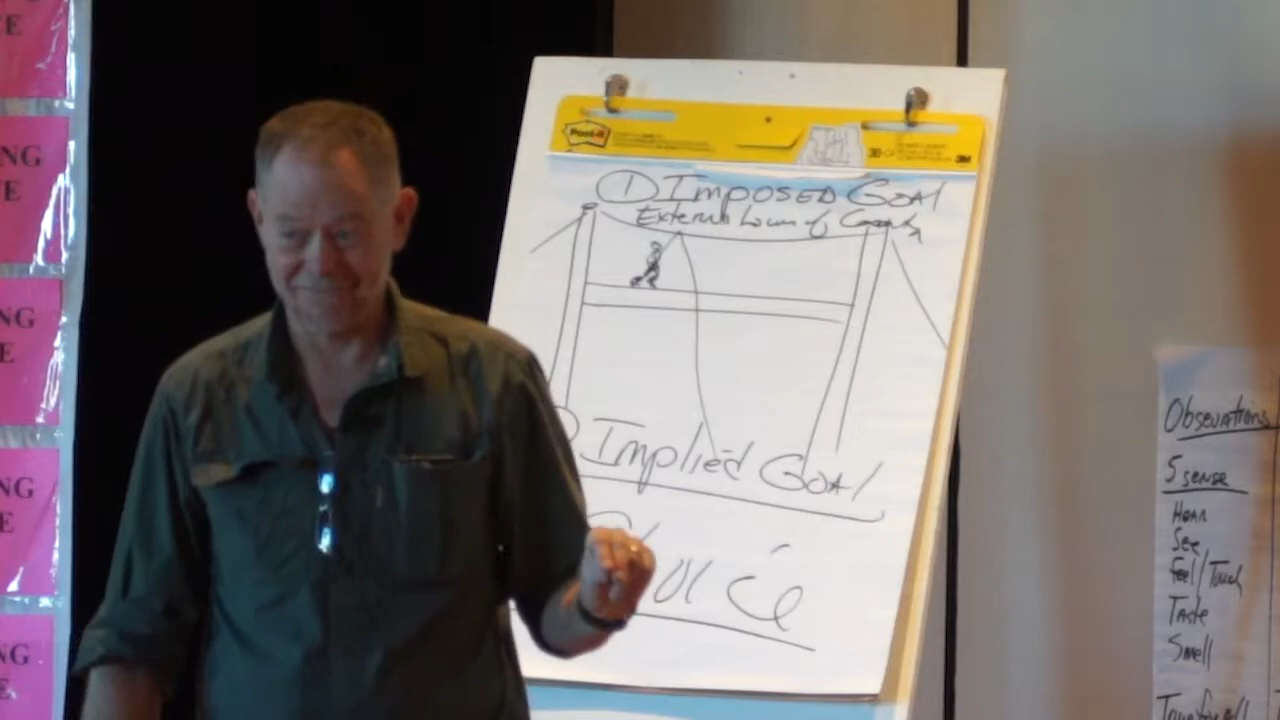 E
NG
E
NG
E
NG
E
NG
E
Post-it
3M
① IMPOSED GOAL
External Locus of
Implied GOAL
Observations
5 SENSE
HEAR
See
Feel/Touch
Taste
Smell